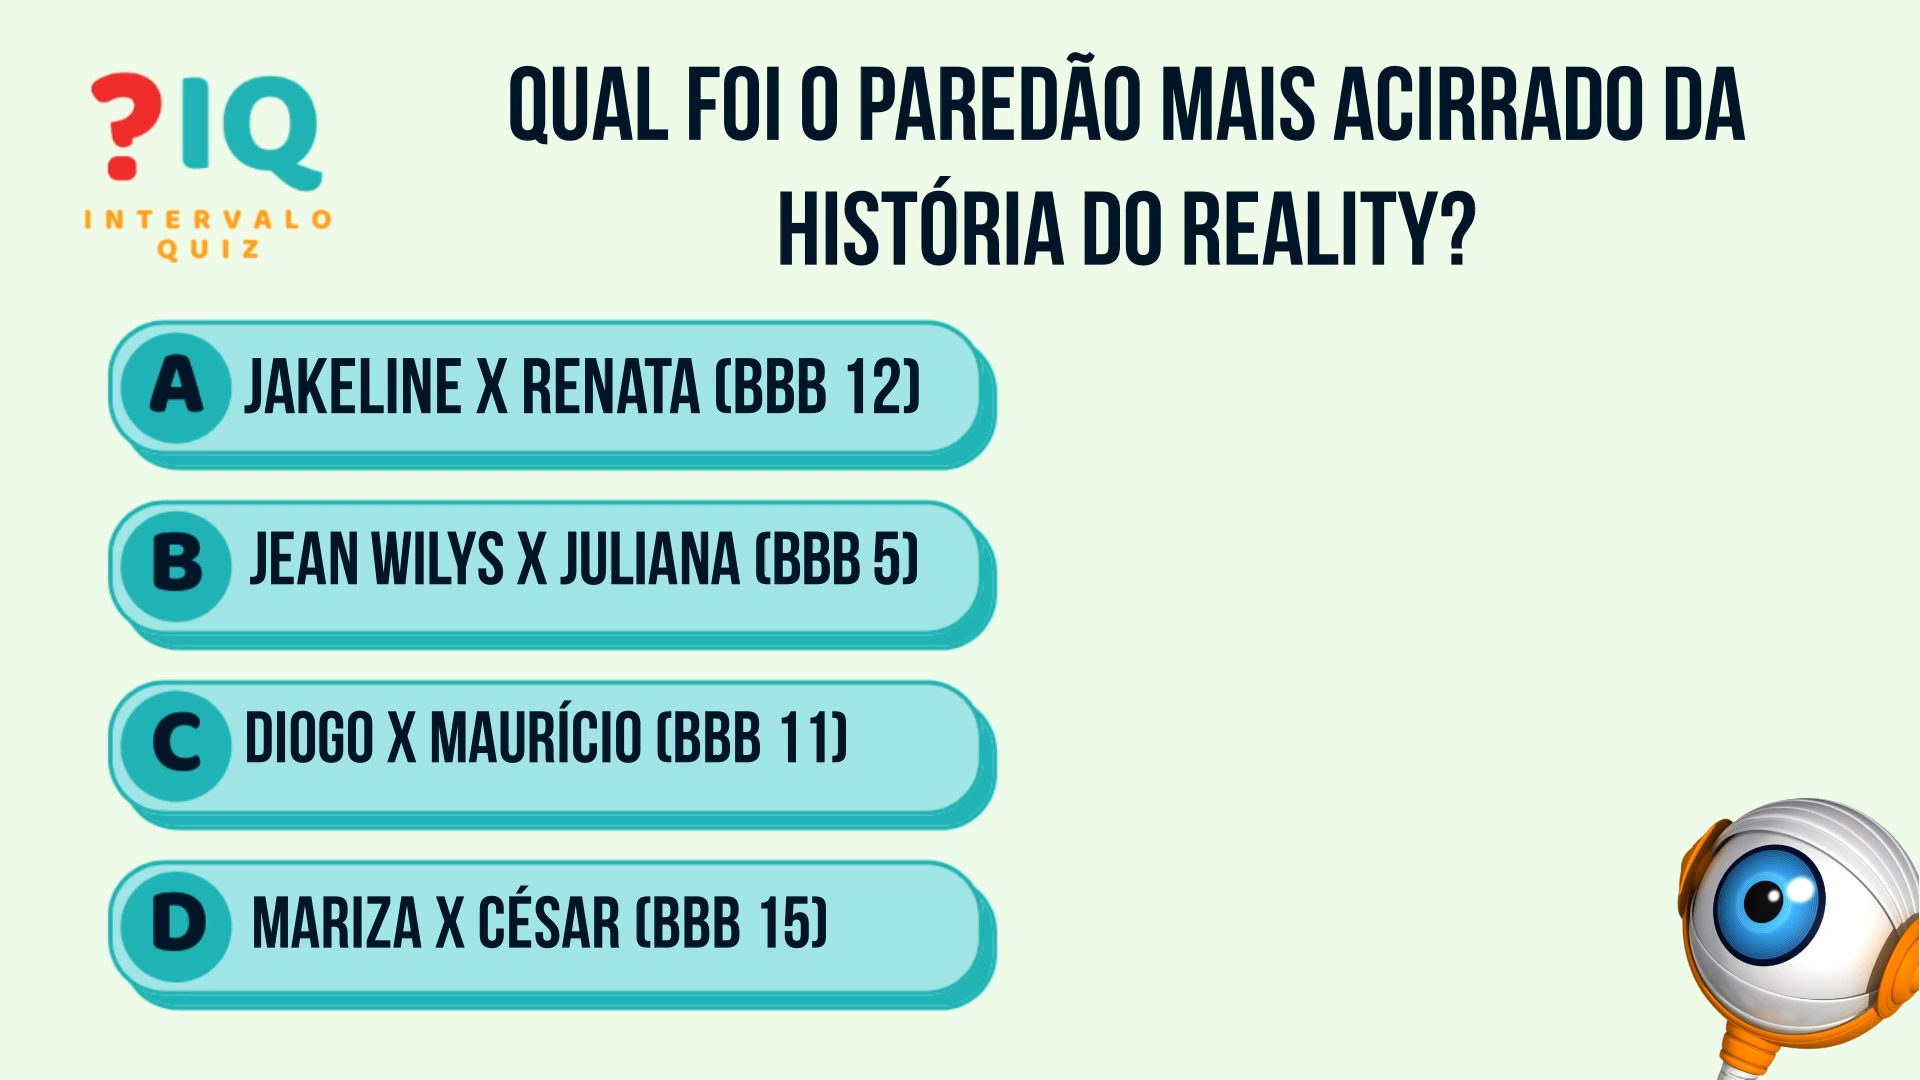 ?IQ
INTERVALO
QUIZ
QUAL FOI O PAREDÃO MAIS ACIRRADO DA
HISTÓRIA DO REALITY?
A JAKELINE X RENATA (BBB 12)
B JEAN WILYS X JULIANA (BBB 5)
C DIOGO X MAURÍCIO (BBB 11)
D MARIZA X CÉSAR (BBB 15)